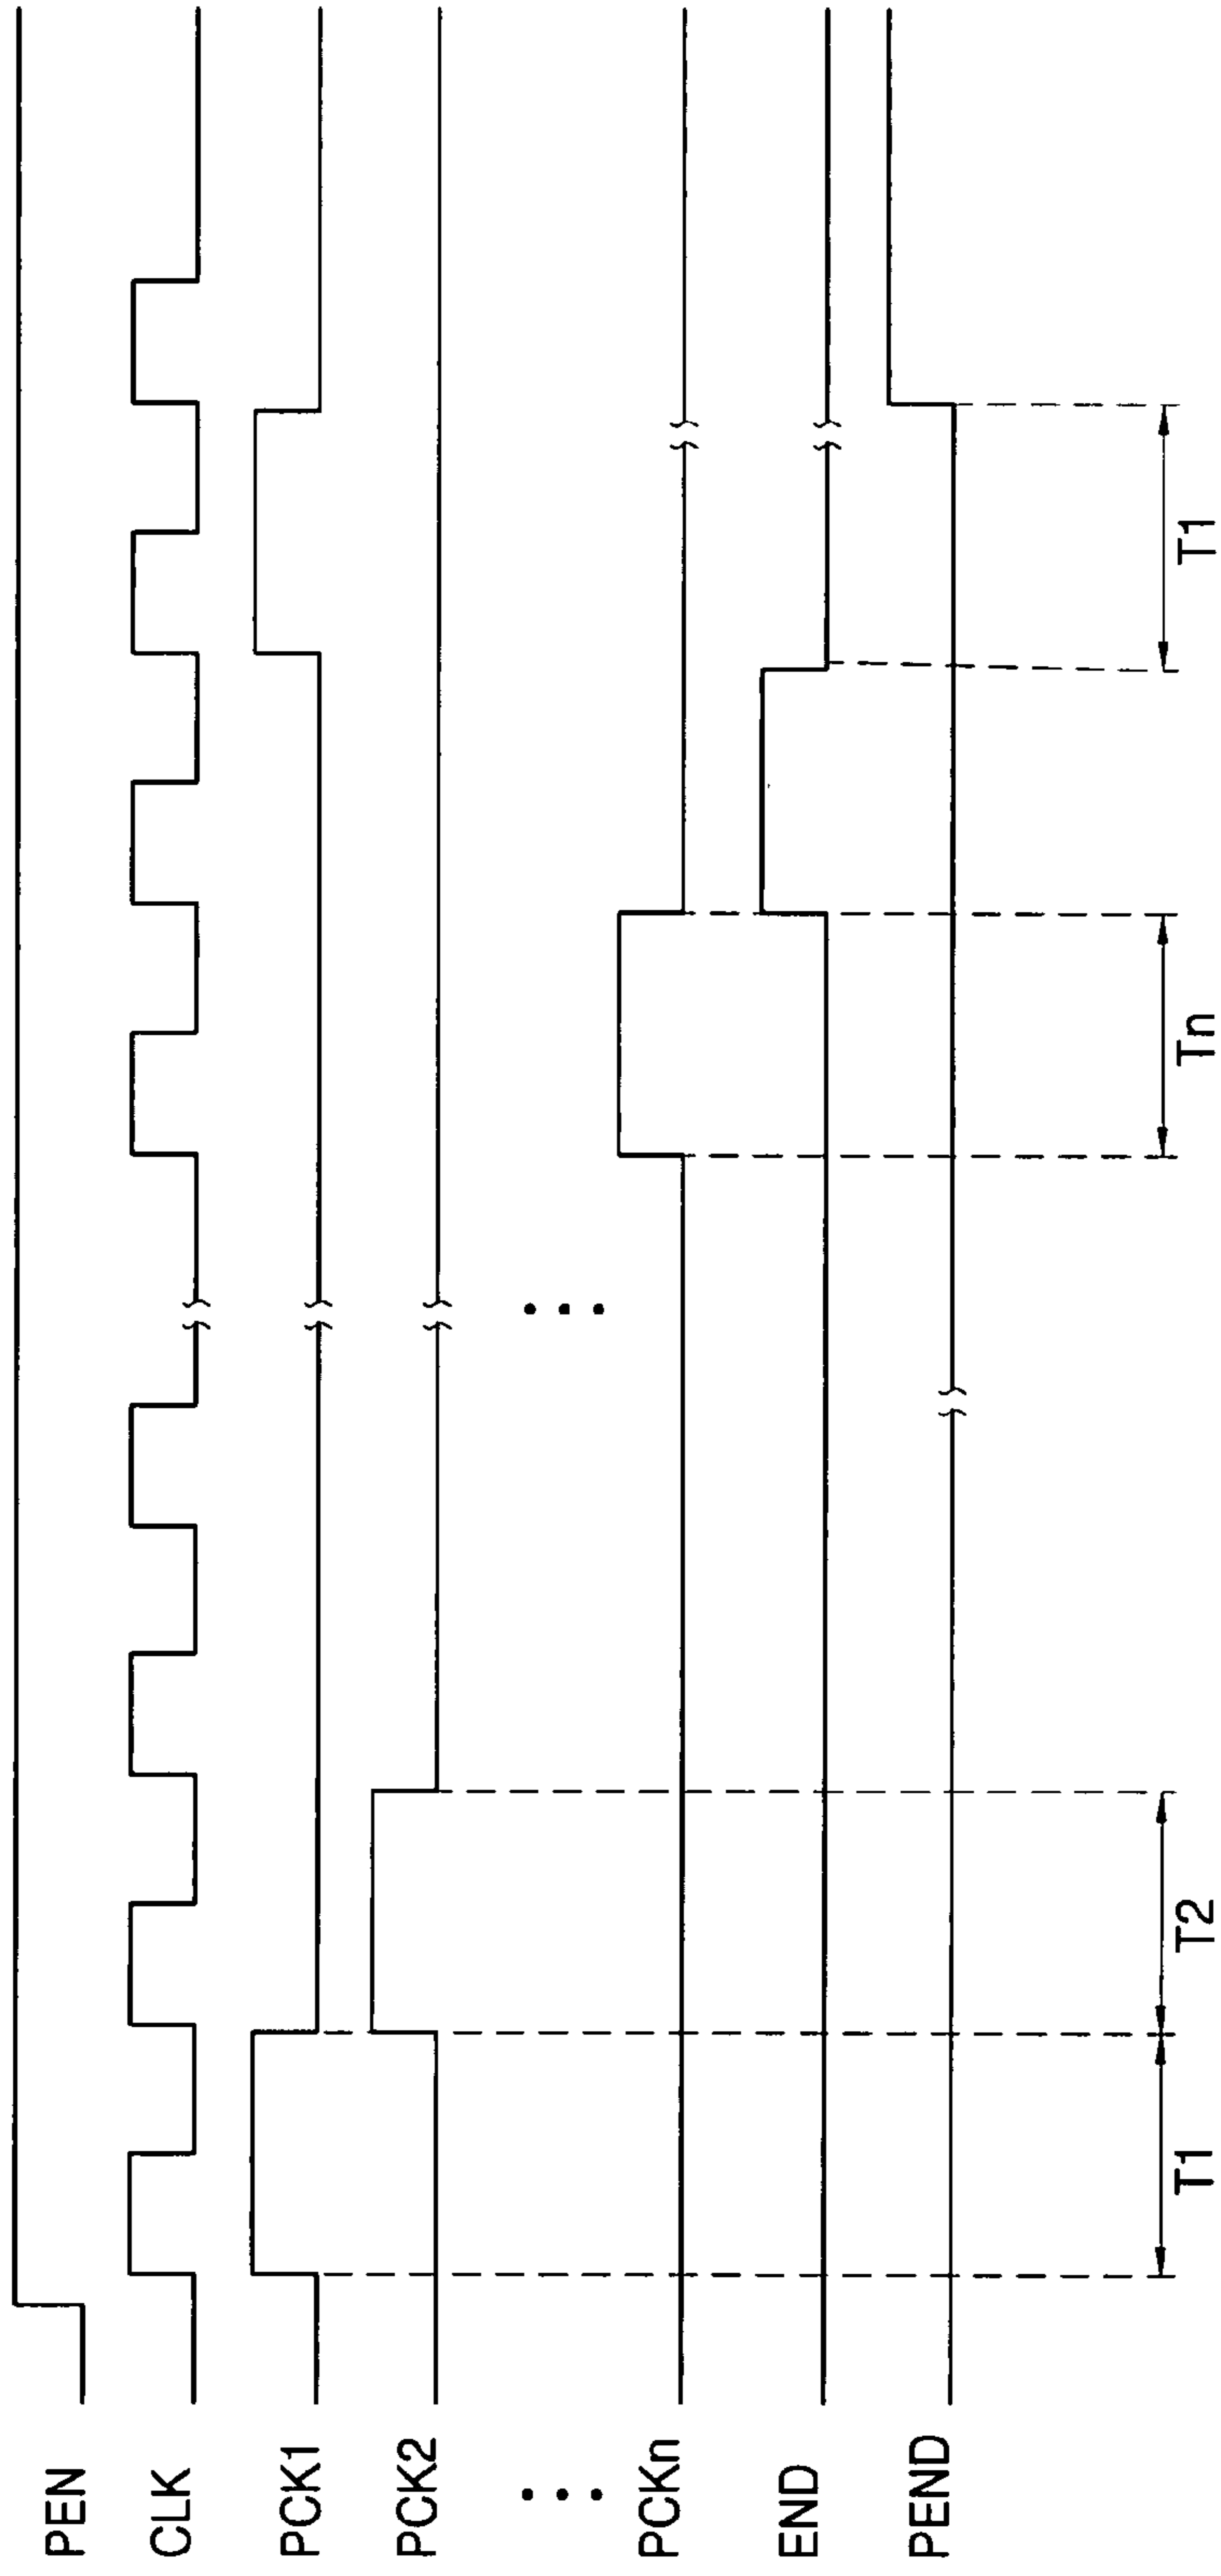 PEN
CLK
PCK1
PCK2
PCKn
END
PEND
T1
T2
Tn
T1